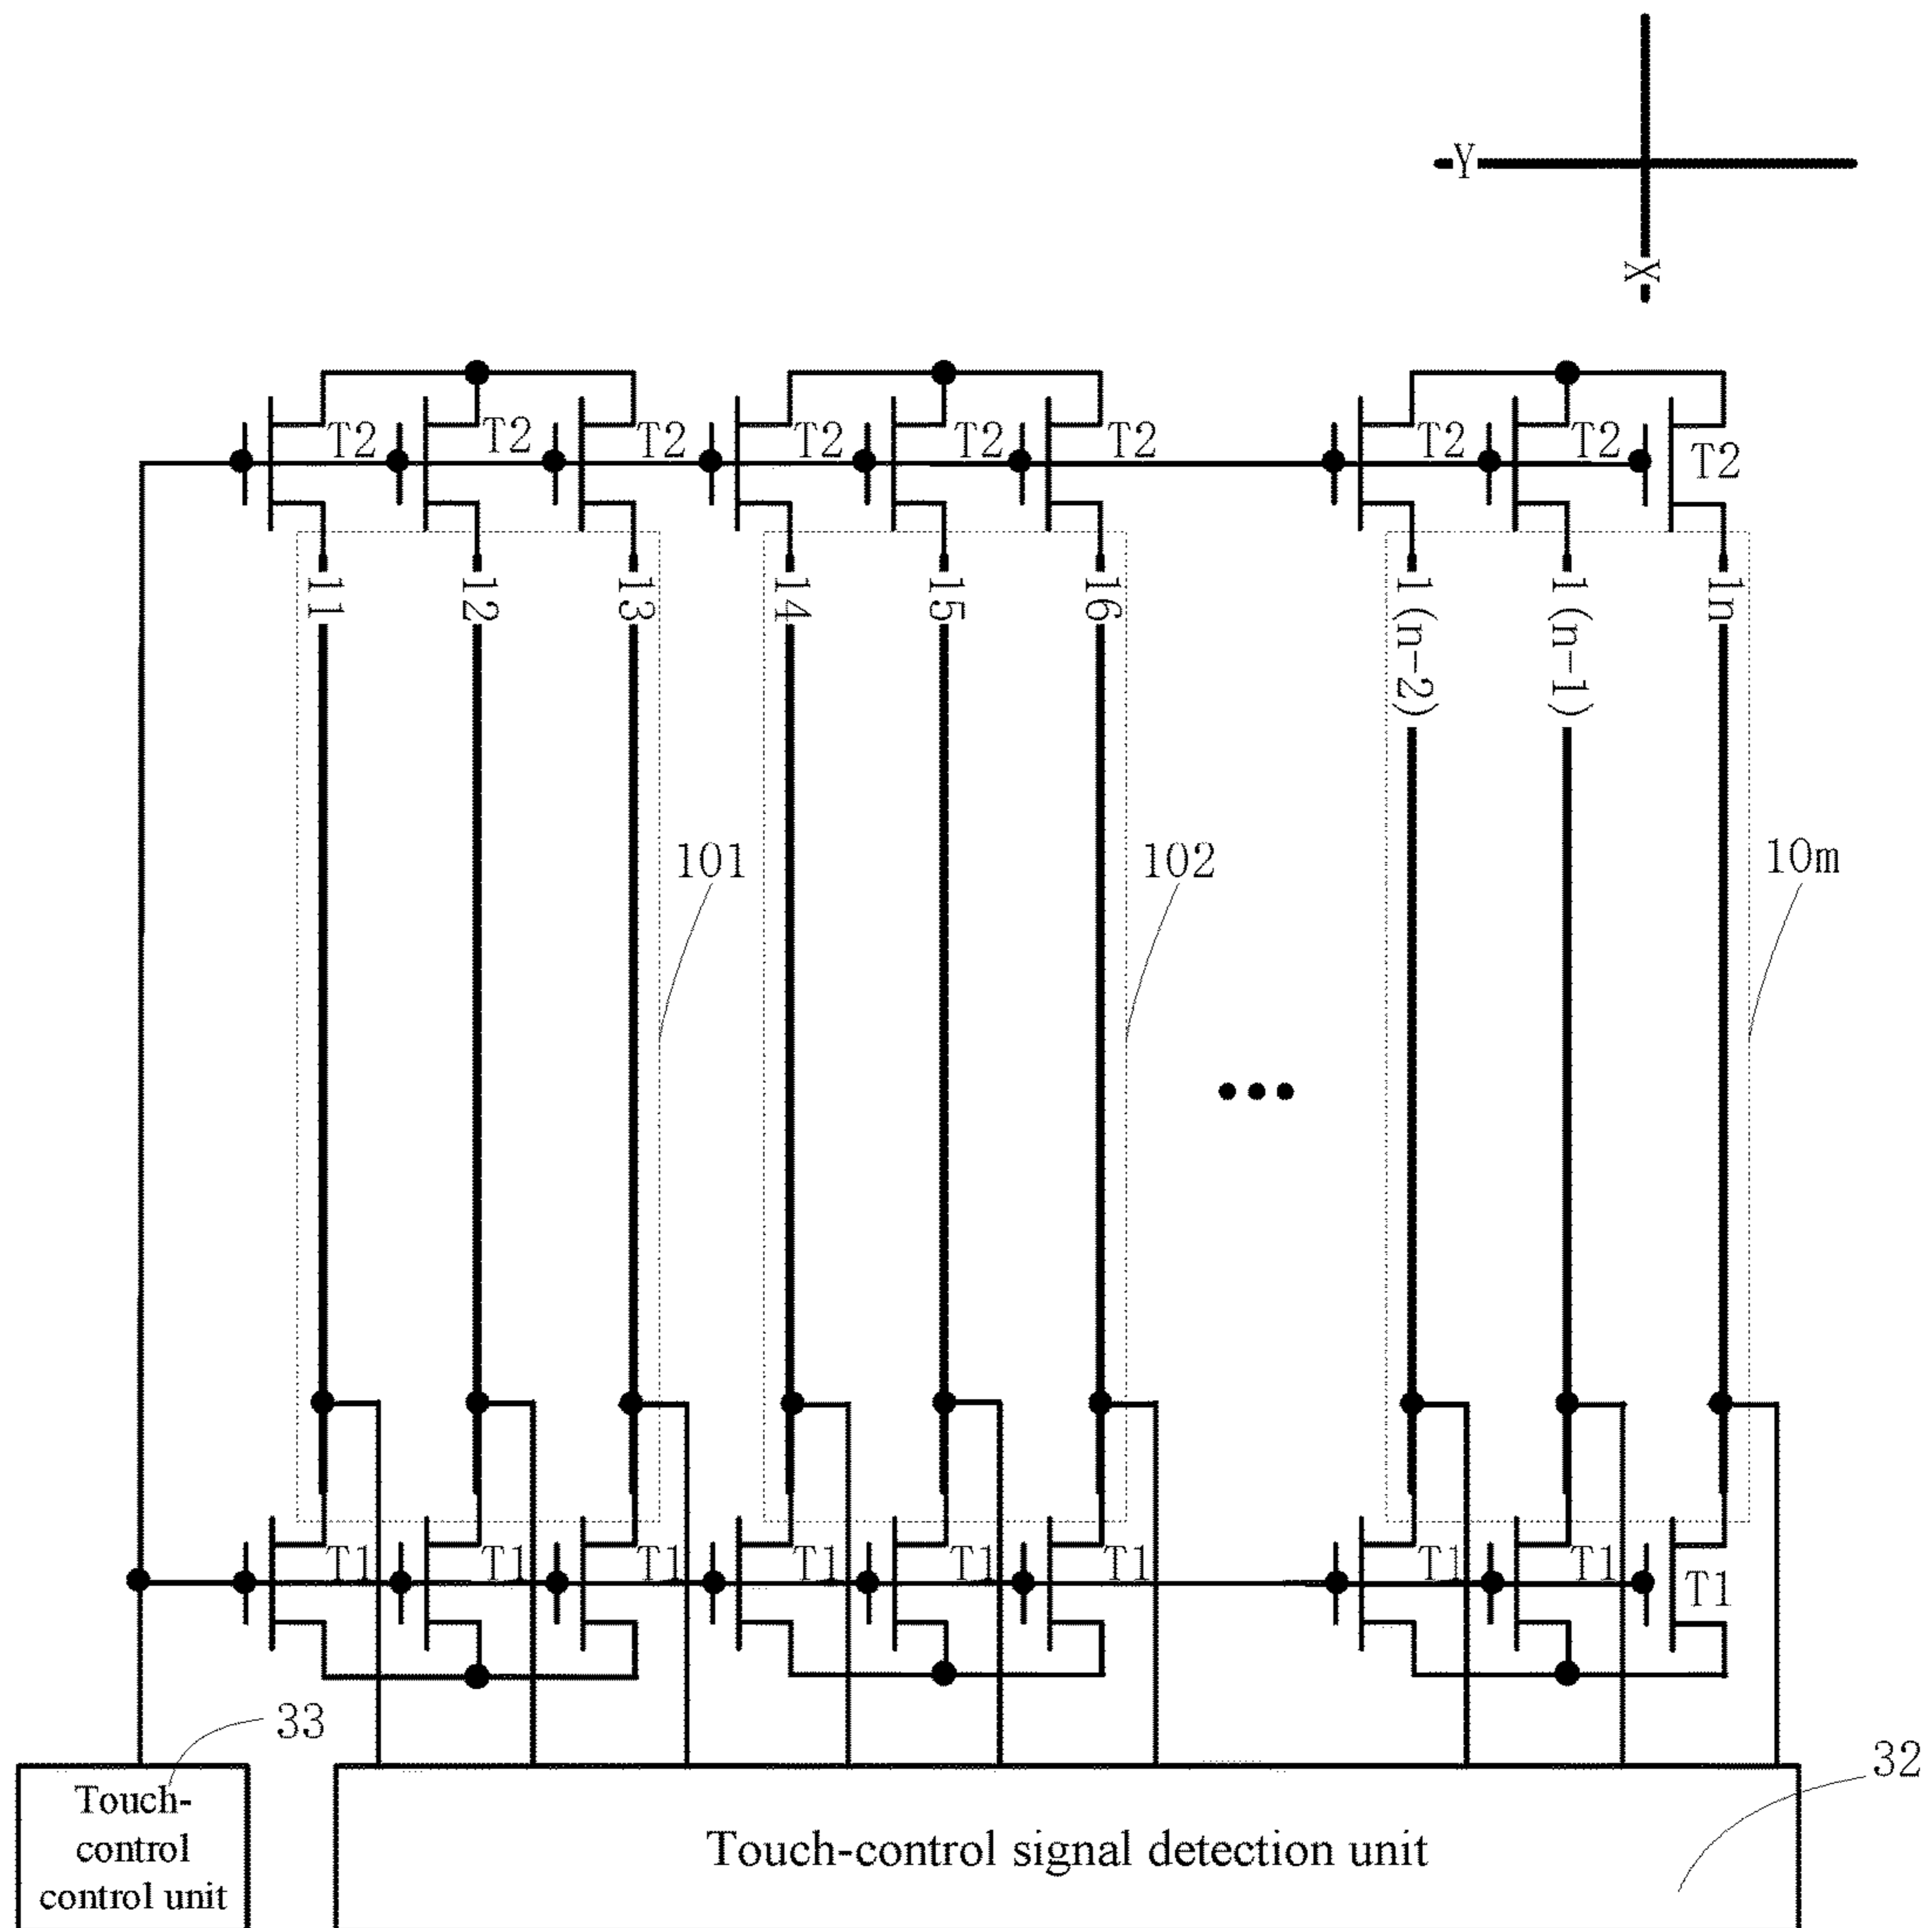 Y
X
T2 T2 T2 T2 T2 T2 T2 T2 T2
11 12 13 14 15 16 1(n-2) 1(n-1) 1n
101 102 10m
T1 T1 T1 T1 T1 T1 T1 T1 T1
33
32
Touch-
control
control unit
Touch-control signal detection unit